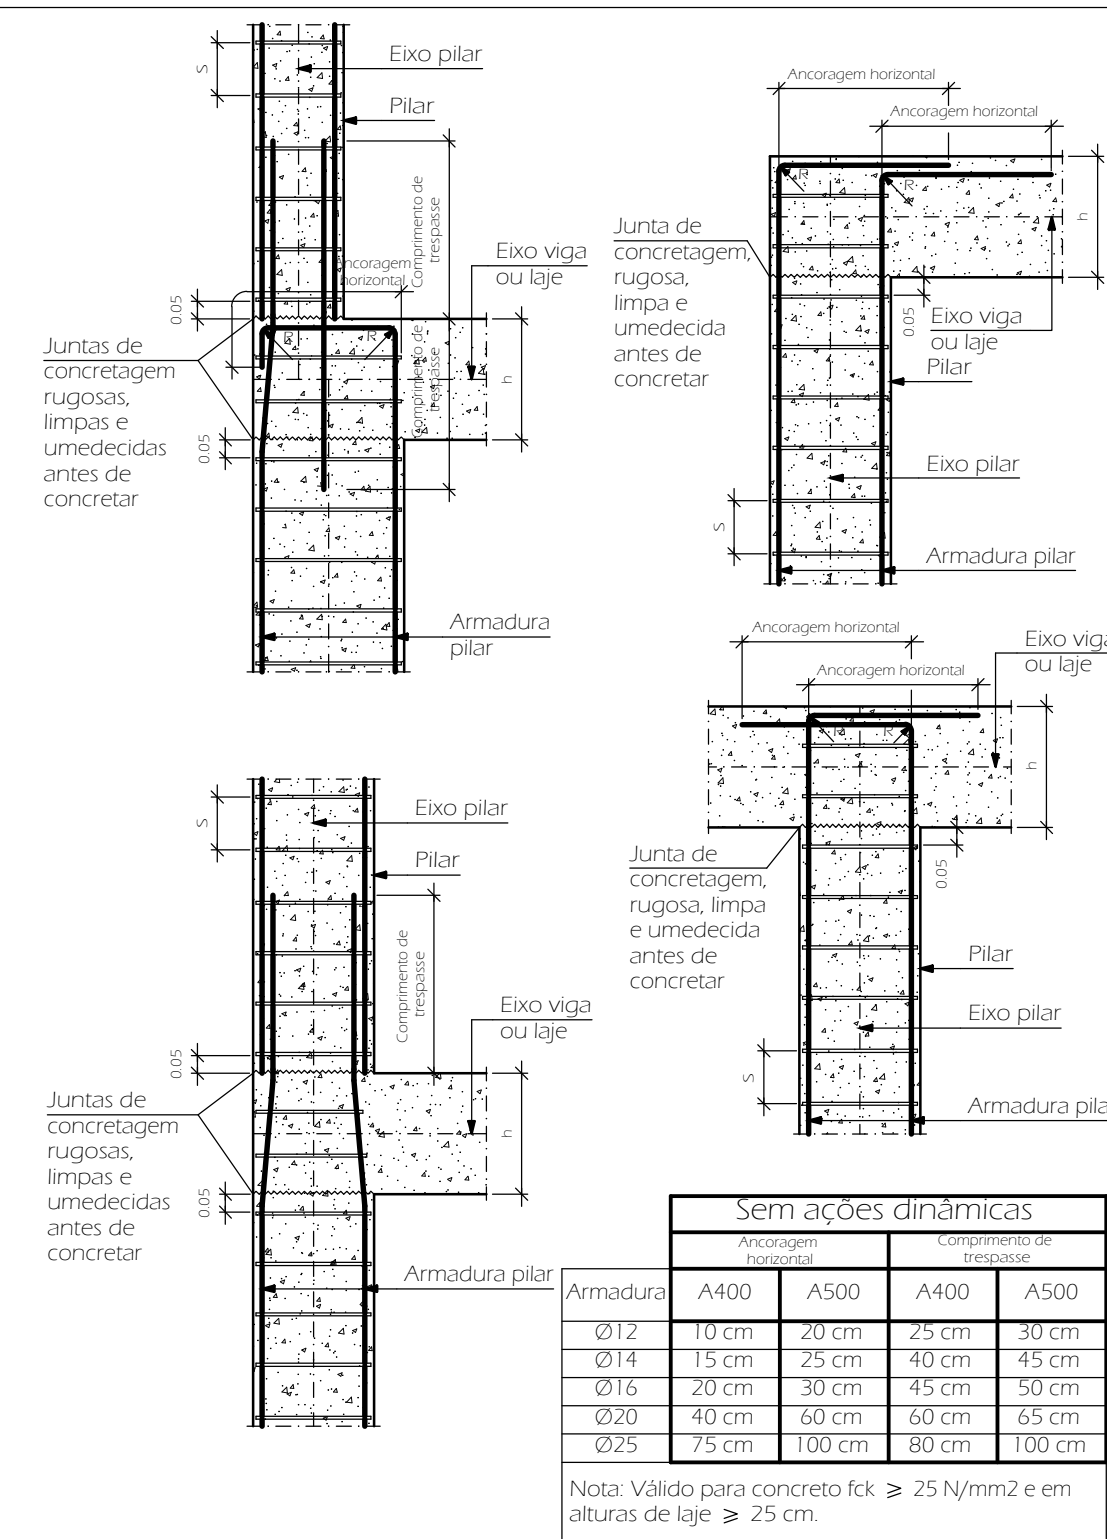 Eixo pilar
S
Pilar
Comprimento de
trespasse
Ancoragem
horizontal
Eixo viga
ou laje
0.05
R
R
Comprimento de
trespasse
h
Juntas de
concretagem
rugosas,
limpas e
umedecidas
antes de
concretar
0.05
Armadura
pilar
Ancoragem horizontal
Ancoragem horizontal
R
R
h
Junta de
concretagem,
rugosa,
limpa e
umedecida
antes de
concretar
0.05
Eixo viga
ou laje
Pilar
Eixo pilar
S
Armadura pilar
Eixo pilar
S
Pilar
Comprimento de
trespasse
Eixo viga
ou laje
0.05
h
Juntas de
concretagem
rugosas,
limpas e
umedecidas
antes de
concretar
0.05
Armadura pilar
Ancoragem horizontal
Eixo viga
ou laje
Ancoragem horizontal
R
R
h
Junta de
concretagem,
rugosa, limpa
e umedecida
antes de
concretar
0.05
Pilar
Eixo pilar
S
Armadura pila
Sem ações dinâmicas
Ancoragem
horizontal
Comprimento de
trespasse
Armadura A400 A500 A400 A500
Ø12 10 cm 20 cm 25 cm 30 cm
Ø14 15 cm 25 cm 40 cm 45 cm
Ø16 20 cm 30 cm 45 cm 50 cm
Ø20 40 cm 60 cm 60 cm 65 cm
Ø25 75 cm 100 cm 80 cm 100 cm
Nota: Válido para concreto fck ≥ 25 N/mm2 e em
alturas de laje ≥ 25 cm.